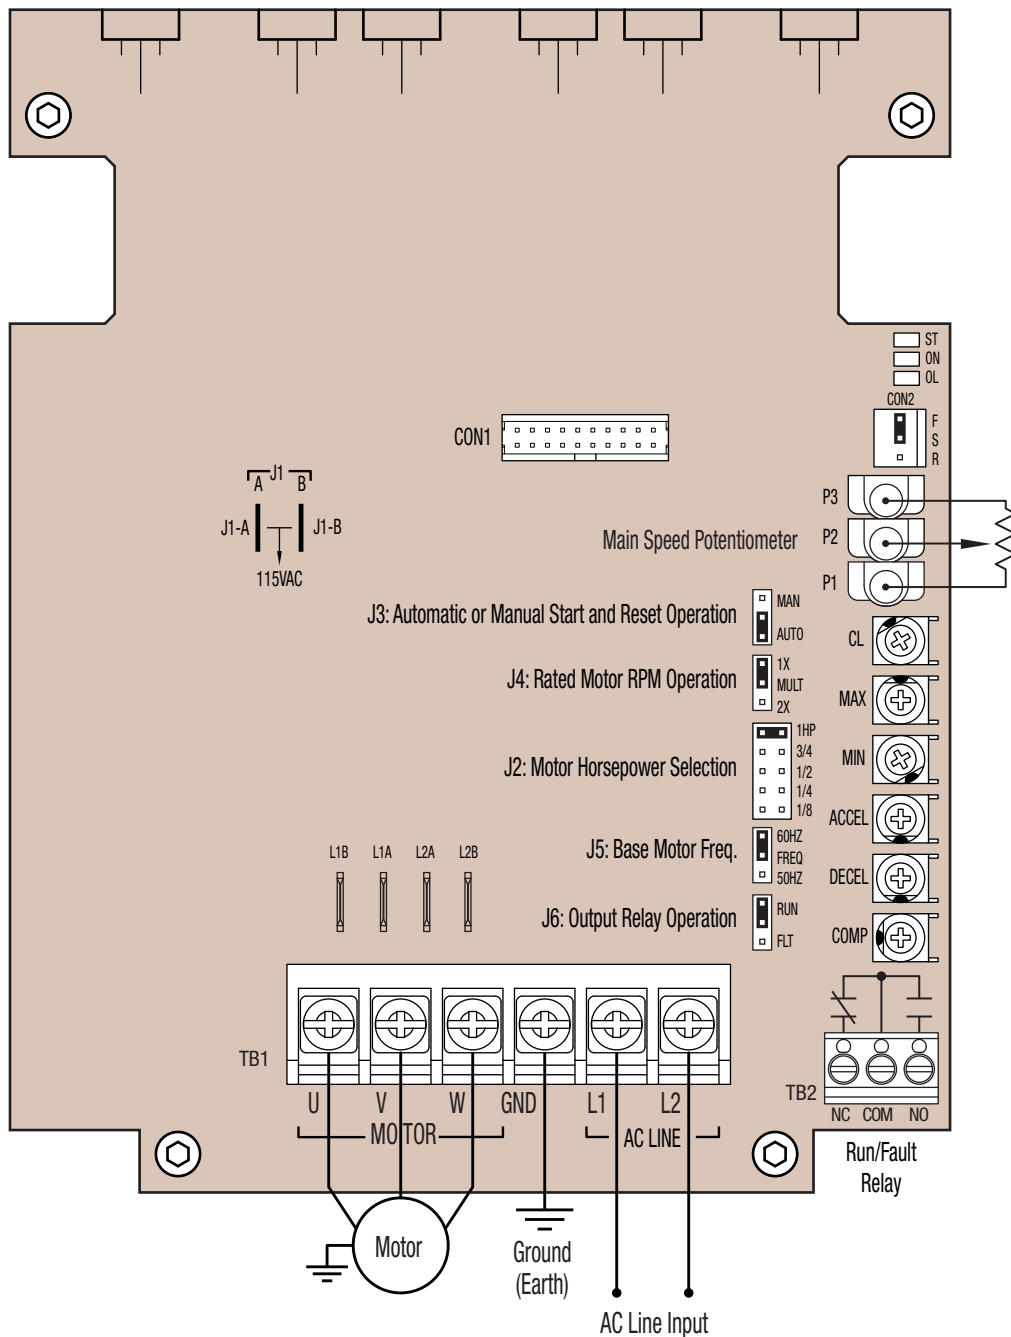 ST
ON
OL
CON2
F
S
R
CON1
J1
A B
J1-A J1-B
115VAC
P3
Main Speed Potentiometer P2
P1
J3: Automatic or Manual Start and Reset Operation
MAN
AUTO
CL
J4: Rated Motor RPM Operation
1X
MULT
2X
MAX
J2: Motor Horsepower Selection
1HP
3/4
1/2
1/4
1/8
MIN
ACCEL
J5: Base Motor Freq.
60HZ
FREQ
50HZ
DECEL
L1B L1A L2A L2B
J6: Output Relay Operation
RUN
FLT
COMP
TB1
U V W GND L1 L2
MOTOR
AC LINE
TB2
NC COM NO
Run/Fault
Relay
Motor
Ground
(Earth)
AC Line Input